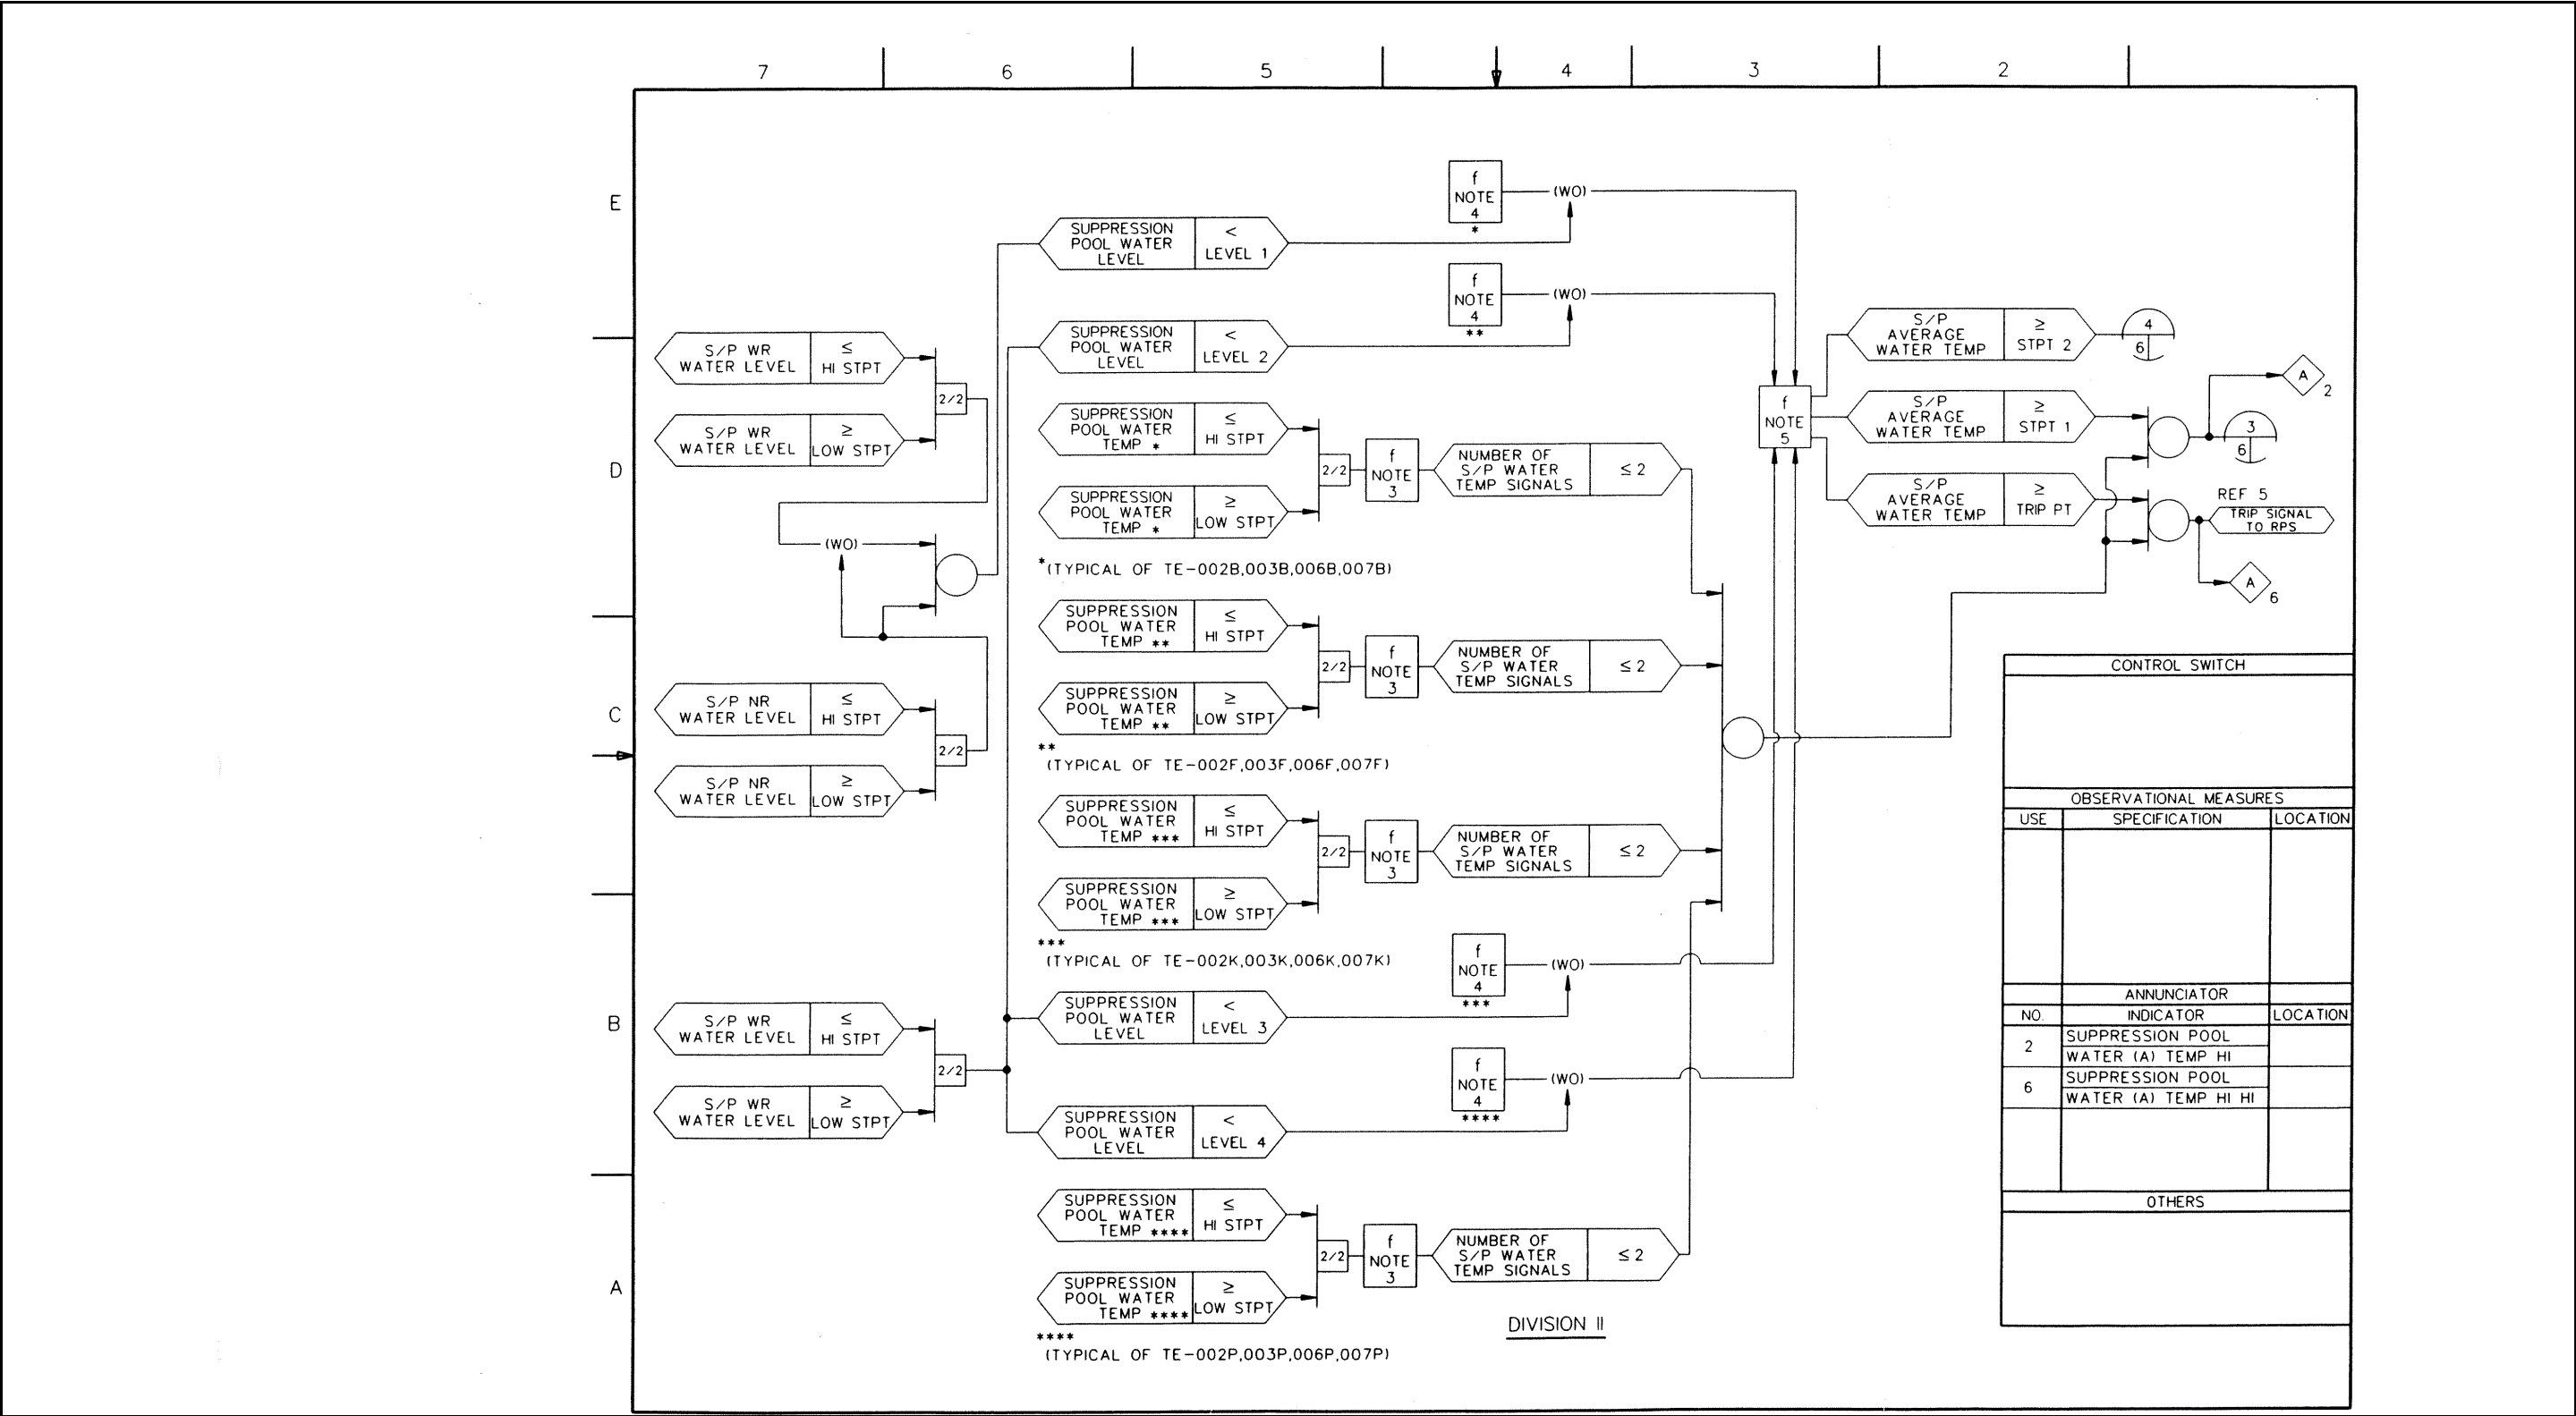 7 6 5 4 3 2
E
D
C
B
A
f
NOTE
4
*
(WO)
SUPPRESSION
POOL WATER
LEVEL
<
LEVEL 1
f
NOTE
4
**
(WO)
SUPPRESSION
POOL WATER
LEVEL
<
LEVEL 2
S/P WR
WATER LEVEL
≤
HI STPT
S/P WR
WATER LEVEL
≥
LOW STPT
2/2
(WO)
S/P NR
WATER LEVEL
≤
HI STPT
S/P NR
WATER LEVEL
≥
LOW STPT
2/2
S/P WR
WATER LEVEL
≤
HI STPT
S/P WR
WATER LEVEL
≥
LOW STPT
2/2
SUPPRESSION
POOL WATER
TEMP *
≤
HI STPT
SUPPRESSION
POOL WATER
TEMP *
≥
LOW STPT
2/2
f
NOTE
3
NUMBER OF
S/P WATER
TEMP SIGNALS
≤ 2
*(TYPICAL OF TE-002B,003B,006B,007B)
SUPPRESSION
POOL WATER
TEMP **
≤
HI STPT
SUPPRESSION
POOL WATER
TEMP **
≥
LOW STPT
2/2
f
NOTE
3
NUMBER OF
S/P WATER
TEMP SIGNALS
≤ 2
**
(TYPICAL OF TE-002F,003F,006F,007F)
SUPPRESSION
POOL WATER
TEMP ***
≤
HI STPT
SUPPRESSION
POOL WATER
TEMP ***
≥
LOW STPT
2/2
f
NOTE
3
NUMBER OF
S/P WATER
TEMP SIGNALS
≤ 2
***
(TYPICAL OF TE-002K,003K,006K,007K)
f
NOTE
4
***
(WO)
SUPPRESSION
POOL WATER
LEVEL
<
LEVEL 3
f
NOTE
4
****
(WO)
SUPPRESSION
POOL WATER
LEVEL
<
LEVEL 4
SUPPRESSION
POOL WATER
TEMP ****
≤
HI STPT
SUPPRESSION
POOL WATER
TEMP ****
≥
LOW STPT
2/2
f
NOTE
3
NUMBER OF
S/P WATER
TEMP SIGNALS
≤ 2
****
(TYPICAL OF TE-002P,003P,006P,007P)
DIVISION II
f
NOTE
5
S/P
AVERAGE
WATER TEMP
≥
STPT 2
4
6
S/P
AVERAGE
WATER TEMP
≥
STPT 1
A
2
3
6
S/P
AVERAGE
WATER TEMP
≥
TRIP PT
REF 5
TRIP SIGNAL
TO RPS
A
6
CONTROL SWITCH
OBSERVATIONAL MEASURES
USE SPECIFICATION LOCATION
ANNUNCIATOR
NO. INDICATOR LOCATION
2
SUPPRESSION POOL
WATER (A) TEMP HI
6
SUPPRESSION POOL
WATER (A) TEMP HI HI
OTHERS